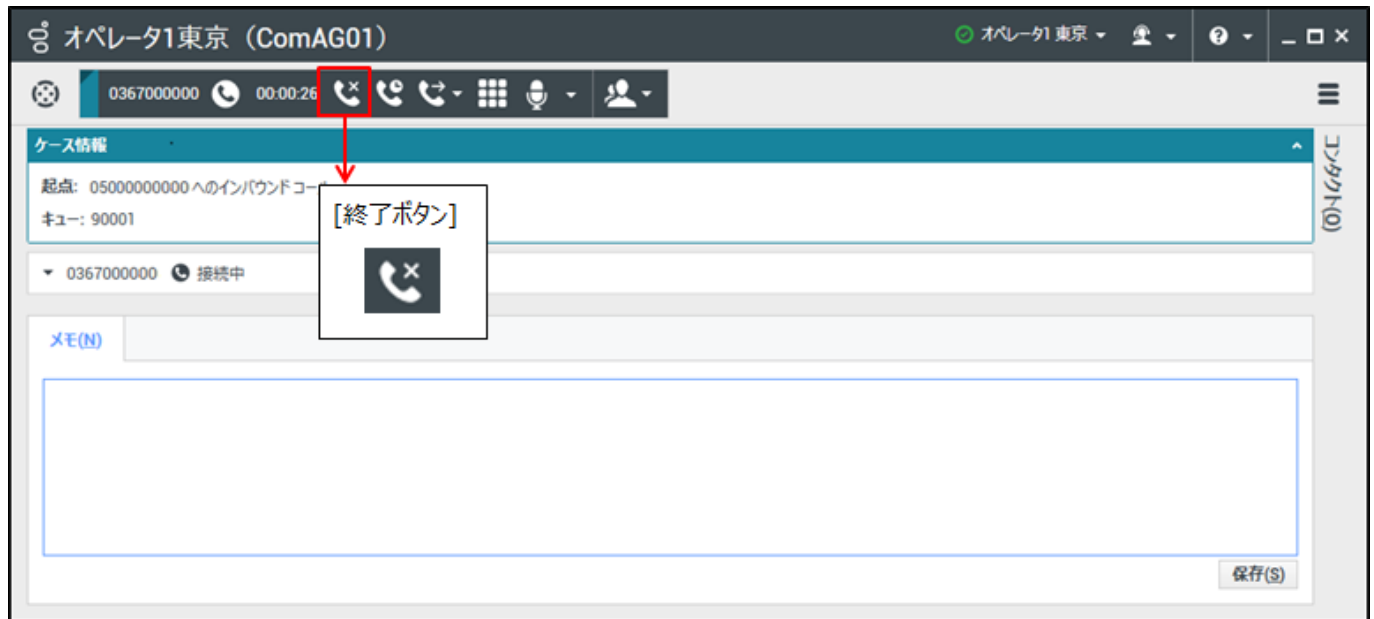 オペレータ1東京（ComAG01）
オペレータ1 東京
0367000000 00:00:26
ケース情報
起点: 05000000000 へのインバウンド コール
キュー: 90001
[終了ボタン]
コンタクト(O)
0367000000 接続中
メモ(N)
保存(S)